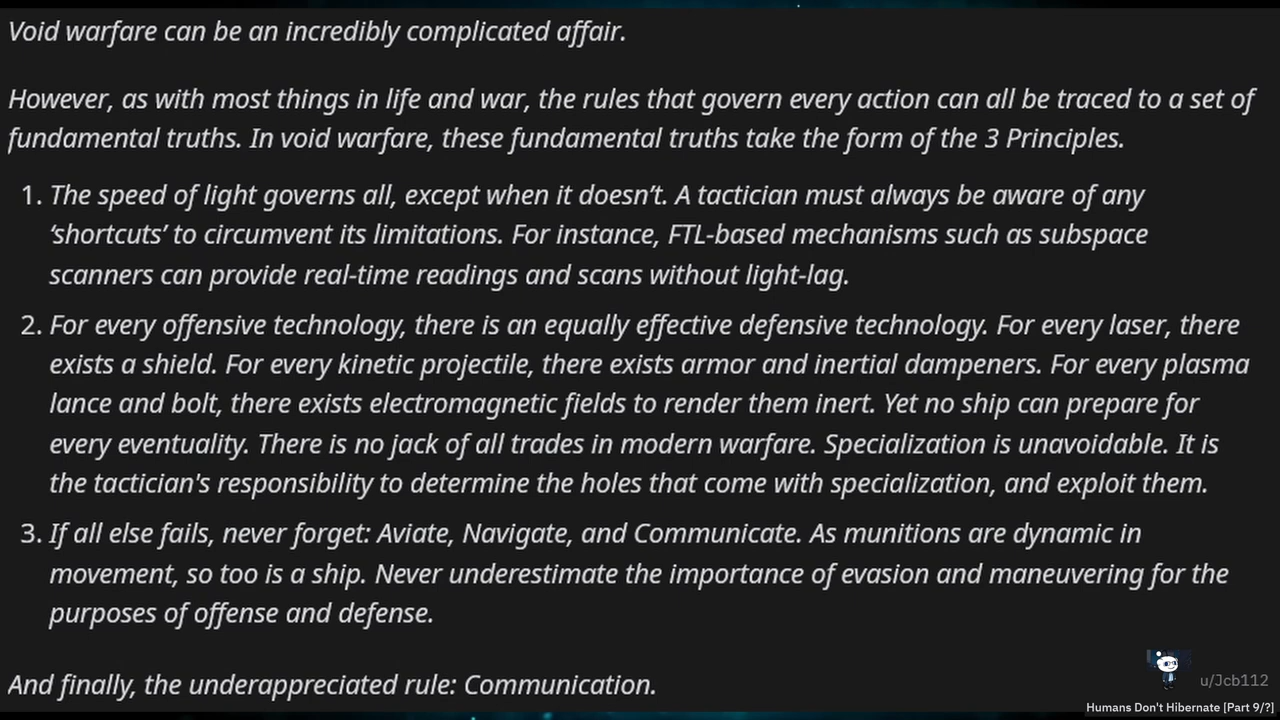 Void warfare can be an incredibly complicated affair.
However, as with most things in life and war, the rules that govern every action can all be traced to a set of
fundamental truths. In void warfare, these fundamental truths take the form of the 3 Principles.
1. The speed of light governs all, except when it doesn’t. A tactician must always be aware of any
‘shortcuts’ to circumvent its limitations. For instance, FTL-based mechanisms such as subspace
scanners can provide real-time readings and scans without light-lag.
2. For every offensive technology, there is an equally effective defensive technology. For every laser, there
exists a shield. For every kinetic projectile, there exists armor and inertial dampeners. For every plasma
lance and bolt, there exists electromagnetic fields to render them inert. Yet no ship can prepare for
every eventuality. There is no jack of all trades in modern warfare. Specialization is unavoidable. It is
the tactician's responsibility to determine the holes that come with specialization, and exploit them.
3. If all else fails, never forget: Aviate, Navigate, and Communicate. As munitions are dynamic in
movement, so too is a ship. Never underestimate the importance of evasion and maneuvering for the
purposes of offense and defense.
And finally, the underappreciated rule: Communication.
u/Jcb112
Humans Don't Hibernate [Part 9/?]